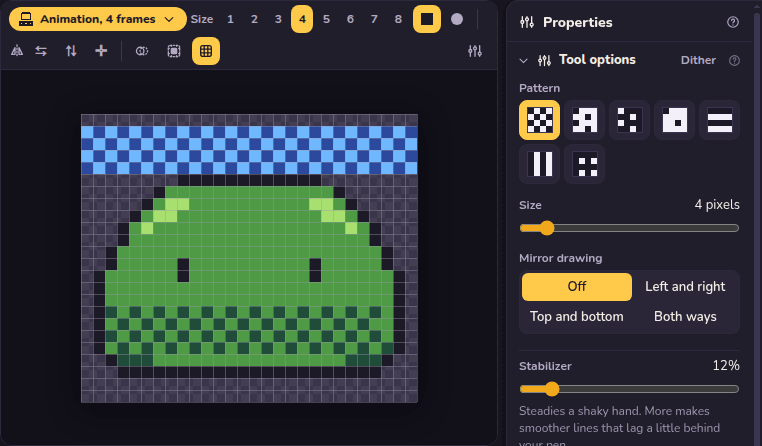 Animation, 4 frames Size 1 2 3 4 5 6 7 8
Properties
Tool options Dither
Pattern
Size 4 pixels
Mirror drawing
Off Left and right
Top and bottom Both ways
Stabilizer 12%
Steadies a shaky hand. More makes
smoother lines that lag a little behind
your pen